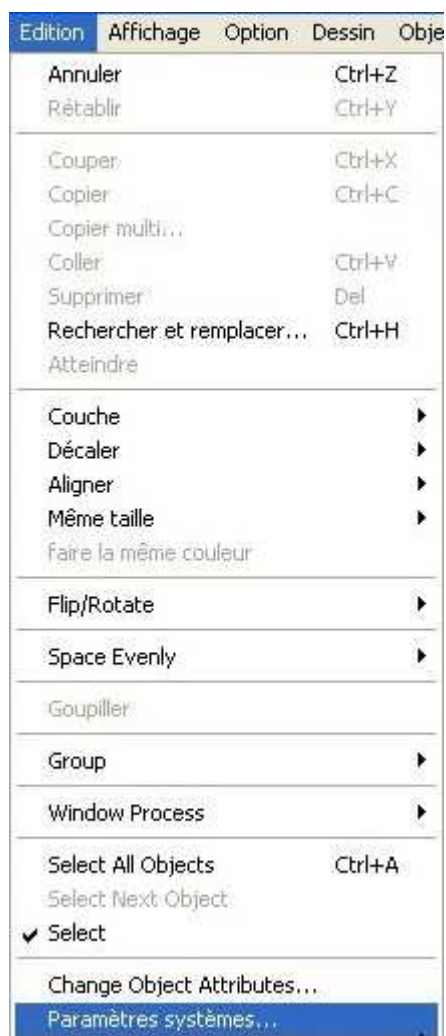 Edition Affichage Option Dessin Obje
Annuler Ctrl+Z
Rétablir Ctrl+Y
Couper Ctrl+X
Copier Ctrl+C
Copier multi...
Coller Ctrl+V
Supprimer Del
Rechercher et remplacer... Ctrl+H
Atteindre
Couche
Décaler
Aligner
Même taille
faire la même couleur
Flip/Rotate
Space Evenly
Goupiller
Group
Window Process
Select All Objects Ctrl+A
Select Next Object
Select
Change Object Attributes...
Paramètres systèmes...